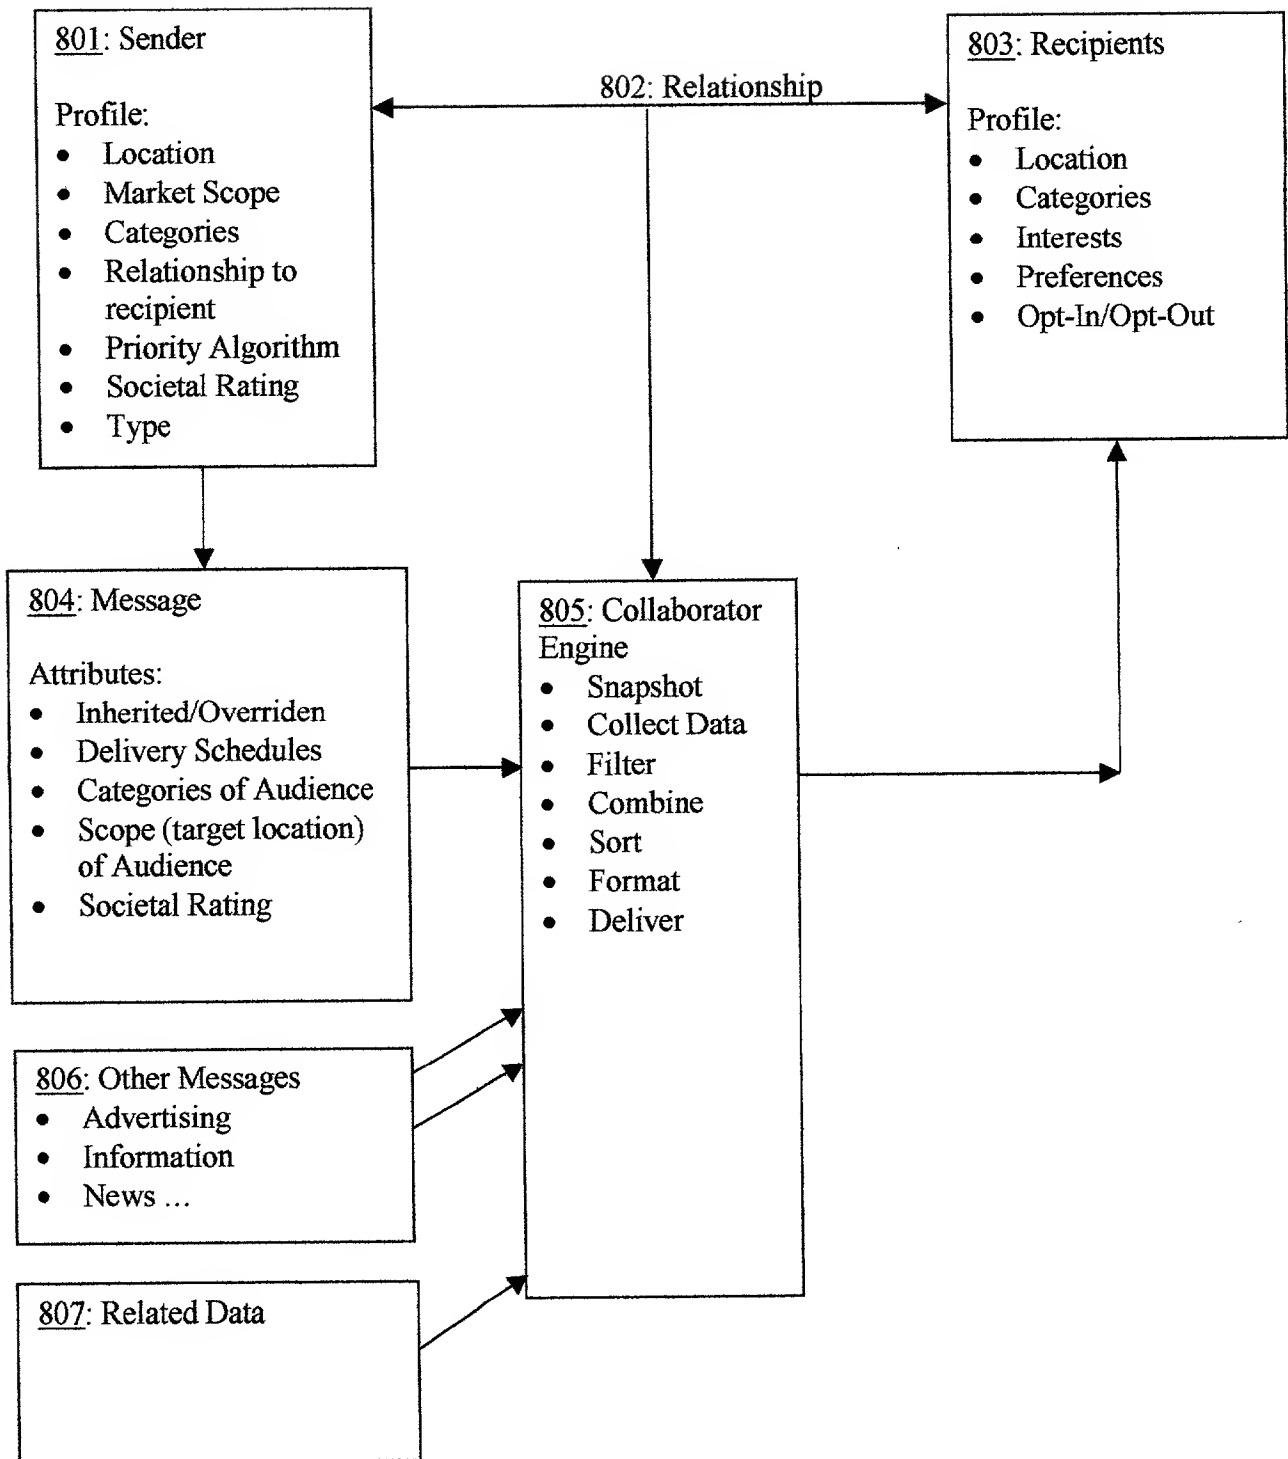 801: Sender
Profile:
• Location
• Market Scope
• Categories
• Relationship to
recipient
• Priority Algorithm
• Societal Rating
• Type
802: Relationship
803: Recipients
Profile:
• Location
• Categories
• Interests
• Preferences
• Opt-In/Opt-Out
804: Message
Attributes:
• Inherited/Overriden
• Delivery Schedules
• Categories of Audience
• Scope (target location)
of Audience
• Societal Rating
805: Collaborator
Engine
• Snapshot
• Collect Data
• Filter
• Combine
• Sort
• Format
• Deliver
806: Other Messages
• Advertising
• Information
• News ...
807: Related Data